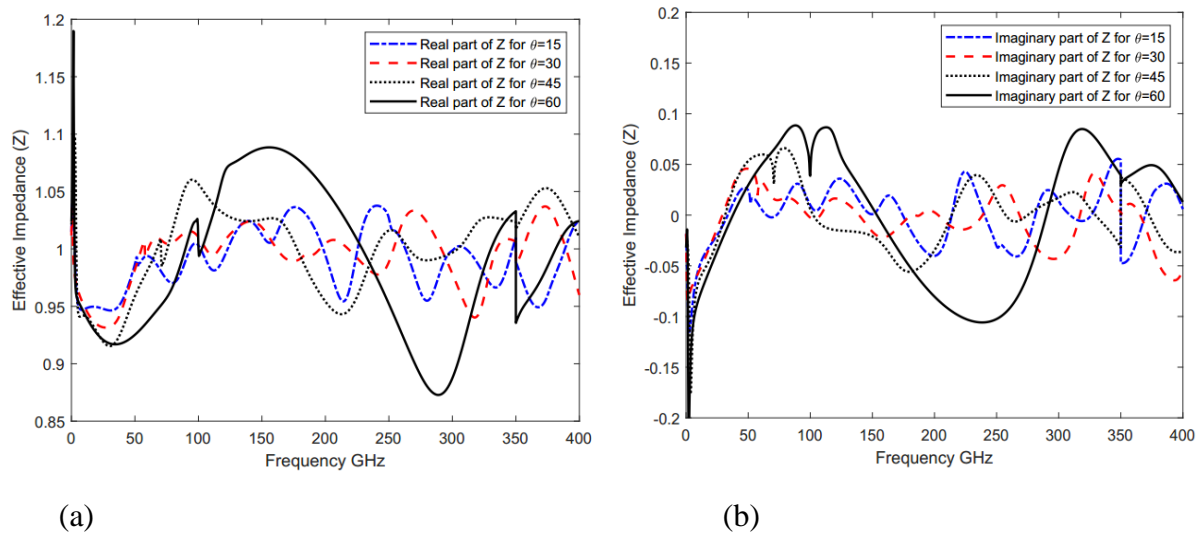 1.2
1.15
1.1
1.05
1
0.95
0.9
0.85
0 50 100 150 200 250 300 350 400
Frequency GHz
Effective Impedance (Z)
Real part of Z for θ=15
Real part of Z for θ=30
Real part of Z for θ=45
Real part of Z for θ=60
(a)
0.2
0.15
0.1
0.05
0
-0.05
-0.1
-0.15
-0.2
0 50 100 150 200 250 300 350 400
Frequency GHz
Effective Impedance (Z)
Imaginary part of Z for θ=15
Imaginary part of Z for θ=30
Imaginary part of Z for θ=45
Imaginary part of Z for θ=60
(b)